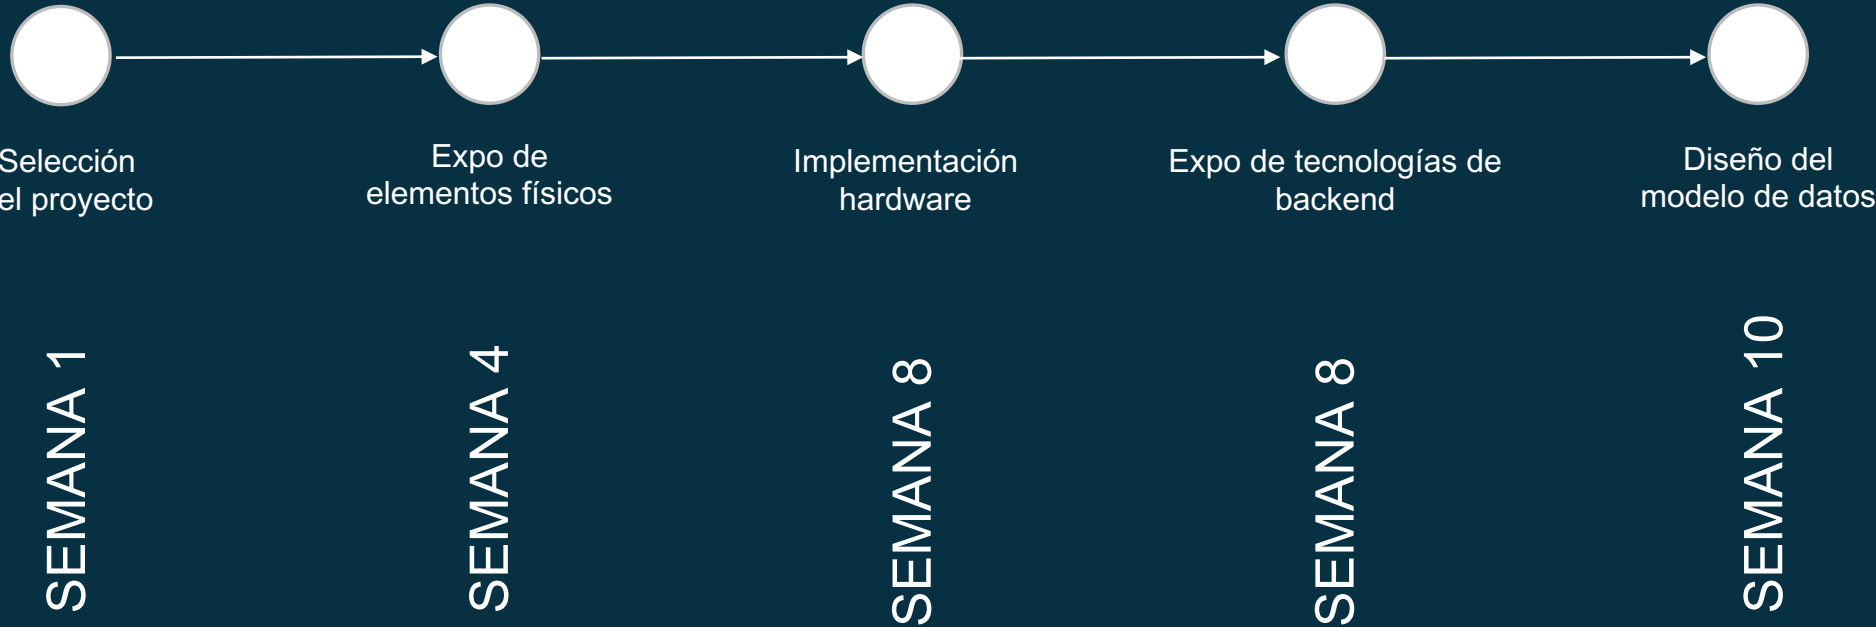 Selección
el proyecto
Expo de
elementos físicos
Implementación
hardware
Expo de tecnologías de
backend
Diseño del
modelo de datos
SEMANA 1
SEMANA 4
SEMANA 8
SEMANA 8
SEMANA 10